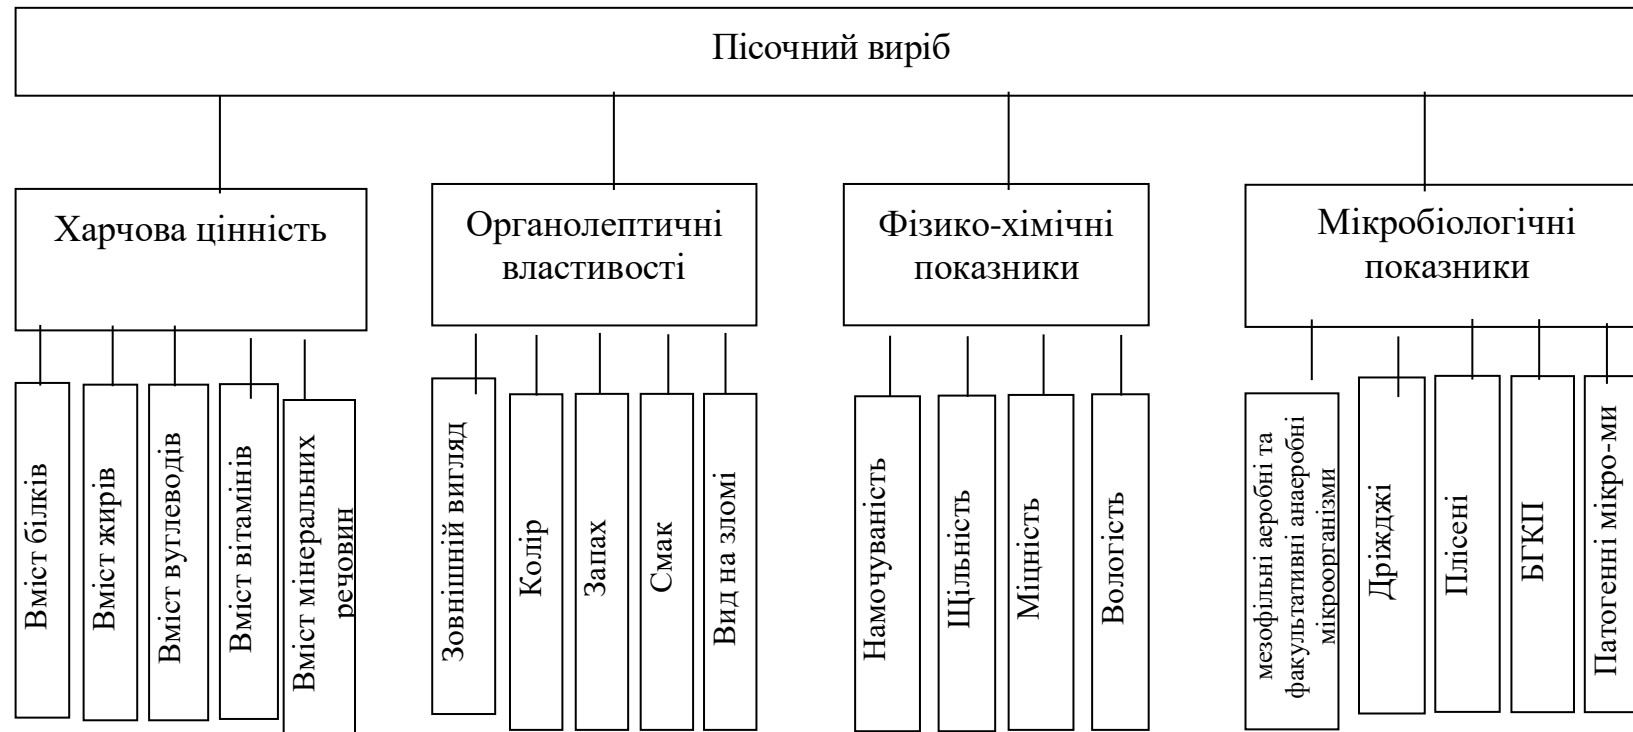 Пісочний виріб
Харчова цінність
Органолептичні
властивості
Фізико-хімічні
показники
Мікробіологічні
показники
Вміст білків
Вміст жирів
Вміст вуглеводів
Вміст вітамінів
Вміст мінеральних
речовин
Зовнішній вигляд
Колір
Запах
Смак
Вид на зломі
Намочуваність
Щільність
Міцність
Вологість
мезофільні аеробні та
факультативні анаеробні
мікроорганізми
Дріжджі
Плісені
БГКП
Патогенні мікро-ми